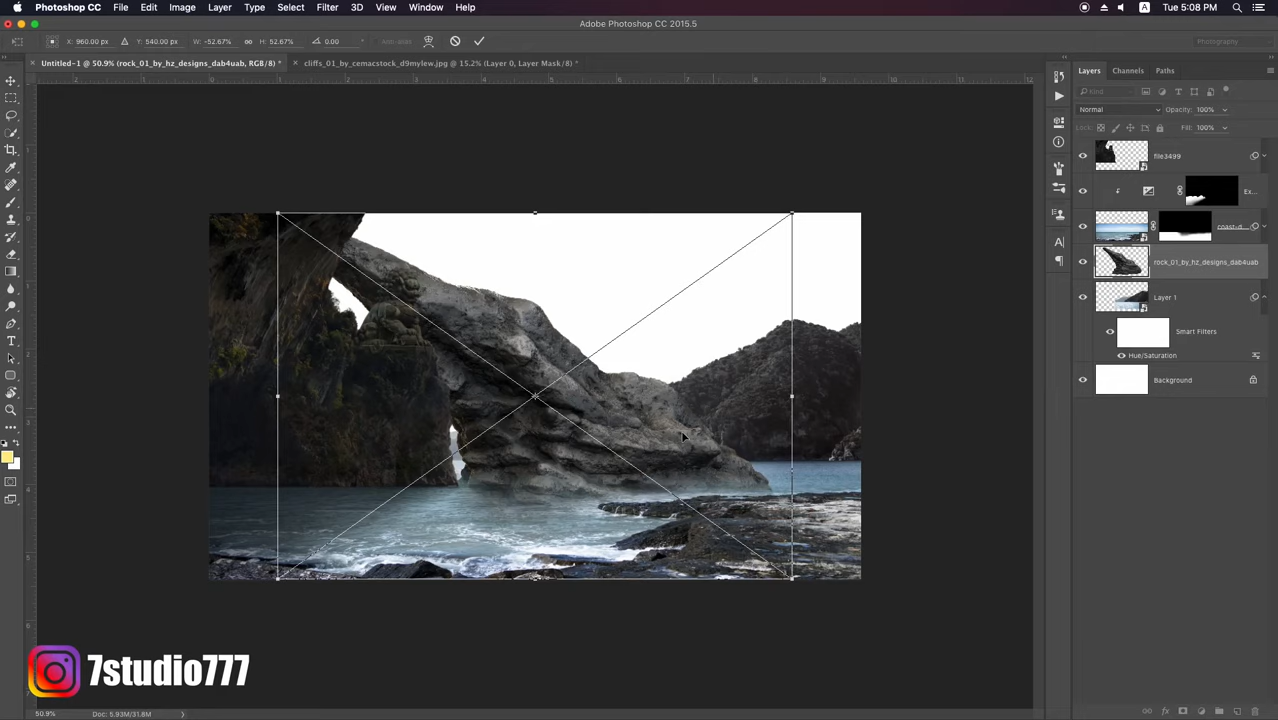 Photoshop CC File Edit Image Layer Type Select Filter 3D View Window Help
A Tue 5:08 PM
Adobe Photoshop CC 2015.5
X: 960.00 px Y: 540.00 px W: -52.67% H: 52.67% 0.00 ° Anti-alias
Photography
Untitled-1 @ 50.9% (rock_01_by_hz_designs_dab4uab, RGB/8) *
cliffs_01_by_cemacstock_d9mylew.jpg @ 15.2% (Layer 0, Layer Mask/8) *
Layers Channels Paths
Kind
Normal Opacity: 100%
Lock: Fill: 100%
file3499
Ex...
coast-d...
rock_01_by_hz_designs_dab4uab
Layer 1
Smart Filters
Hue/Saturation
Background
7studio777
50.9% Doc: 5.93M/31.8M